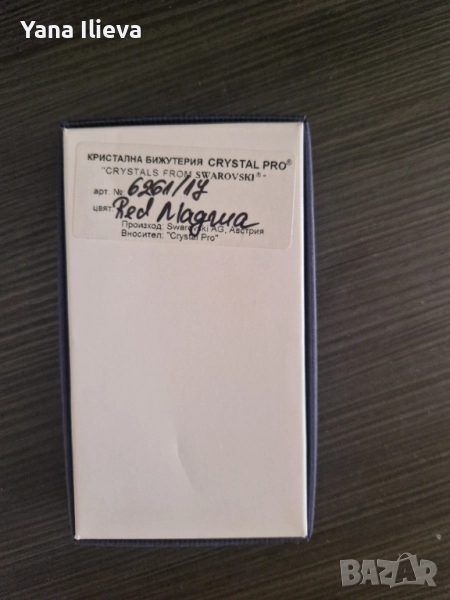 Yana Ilieva
КРИСТАЛНА БИЖУТЕРИЯ CRYSTAL PRO®
"CRYSTALS FROM SWAROVSKI®"
арт. №: 6261/17
цвят: Red Magma
Произход: Swarovski AG, Австрия
Вносител: "Crystal Pro"
BAZAR